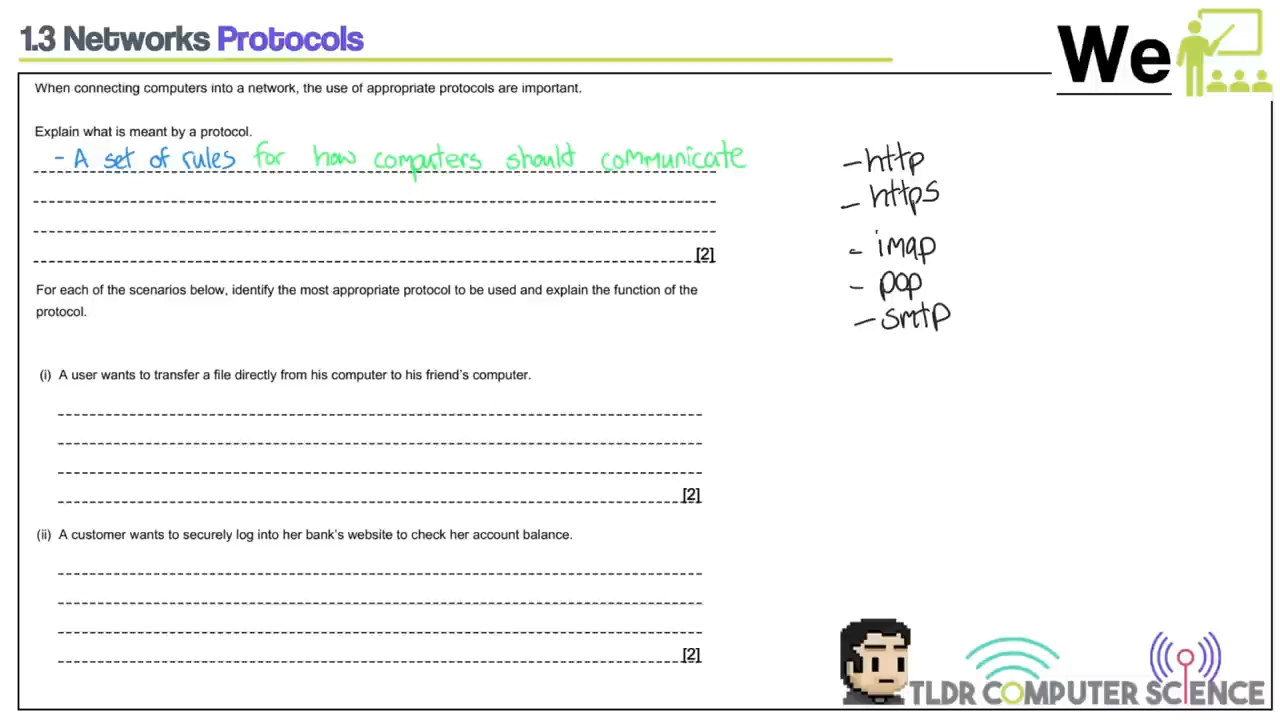 1.3 Networks Protocols
We
When connecting computers into a network, the use of appropriate protocols are important.
Explain what is meant by a protocol.
- A set of rules for how computers should communicate
[2]
- http
- https
- imap
- pop
- smtp
For each of the scenarios below, identify the most appropriate protocol to be used and explain the function of the
protocol.
(i) A user wants to transfer a file directly from his computer to his friend's computer.
[2]
(ii) A customer wants to securely log into her bank's website to check her account balance.
[2]
TLDR COMPUTER SCIENCE